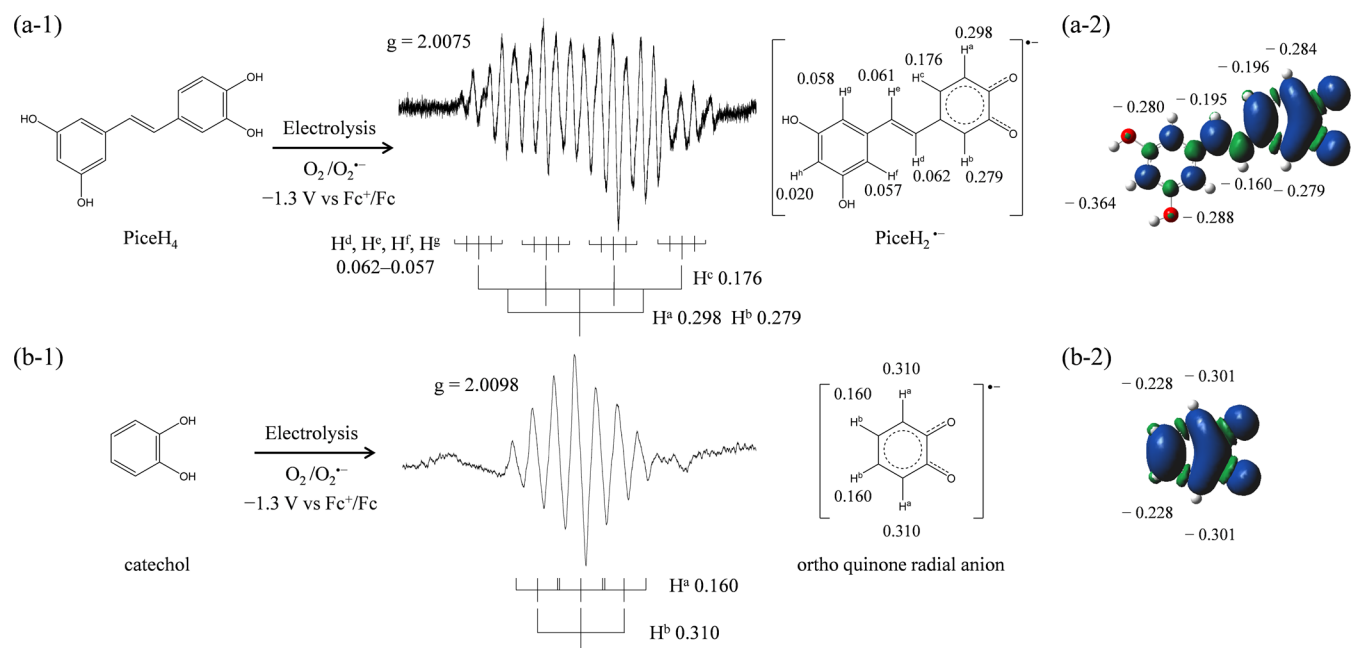 (a-1)
g = 2.0075
OH
HO
OH
OH
PiceH₄
Electrolysis
O₂/O₂•−
−1.3 V vs Fc⁺/Fc
Hᵈ, Hᵉ, Hᶠ, Hᵍ
0.062–0.057
Hᶜ 0.176
Hᵃ 0.298 Hᵇ 0.279
0.298
0.176
Hᵃ
0.058
0.061
Hᶜ
O
Hᵍ
Hᵉ
HO
O
Hᵈ
Hᵇ
Hʰ
Hᶠ
0.062
0.279
0.020
0.057
OH
•−
PiceH₂•−
(a-2)
− 0.284
− 0.196
− 0.280
− 0.195
− 0.160
− 0.279
− 0.364
− 0.288
(b-1)
OH
OH
catechol
Electrolysis
O₂/O₂•−
−1.3 V vs Fc⁺/Fc
g = 2.0098
Hᵃ 0.160
Hᵇ 0.310
0.310
0.160
Hᵃ
Hᵇ
O
Hᵇ
O
0.160
Hᵃ
0.310
•−
ortho quinone radial anion
(b-2)
− 0.228
− 0.301
− 0.228
− 0.301